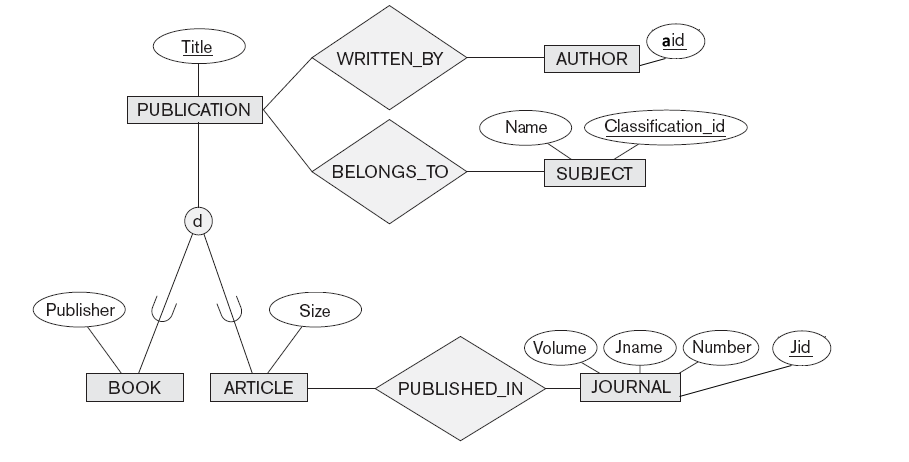 Title
WRITTEN_BY
AUTHOR
aid
PUBLICATION
Name
Classification_id
BELONGS_TO
SUBJECT
d
Publisher
Size
Volume
Jname
Number
Jid
BOOK
ARTICLE
PUBLISHED_IN
JOURNAL